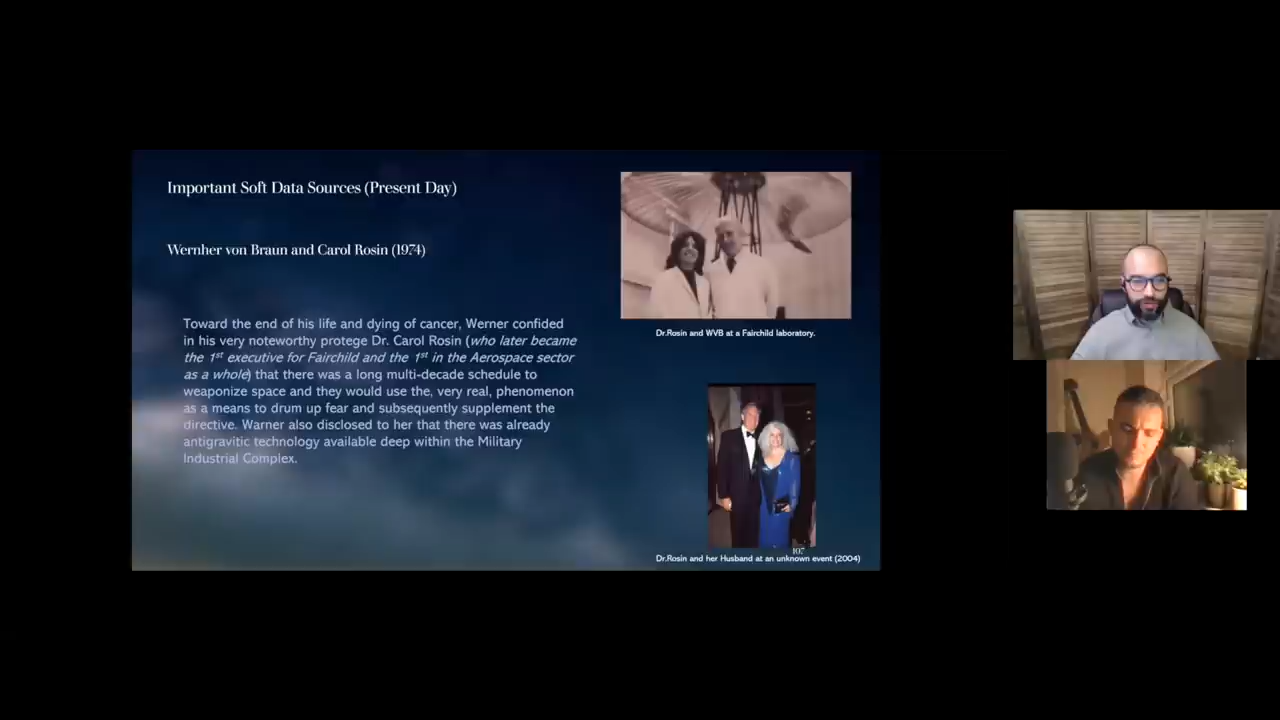 Important Soft Data Sources (Present Day)
Wernher von Braun and Carol Rosin (1974)
Toward the end of his life and dying of cancer, Werner confided
in his very noteworthy protege Dr. Carol Rosin (who later became
the 1st executive for Fairchild and the 1st in the Aerospace sector
as a whole) that there was a long multi-decade schedule to
weaponize space and they would use the, very real, phenomenon
as a means to drum up fear and subsequently supplement the
directive. Warner also disclosed to her that there was already
antigravitic technology available deep within the Military
Industrial Complex.
Dr.Rosin and WVB at a Fairchild laboratory.
107
Dr.Rosin and her Husband at an unknown event (2004)